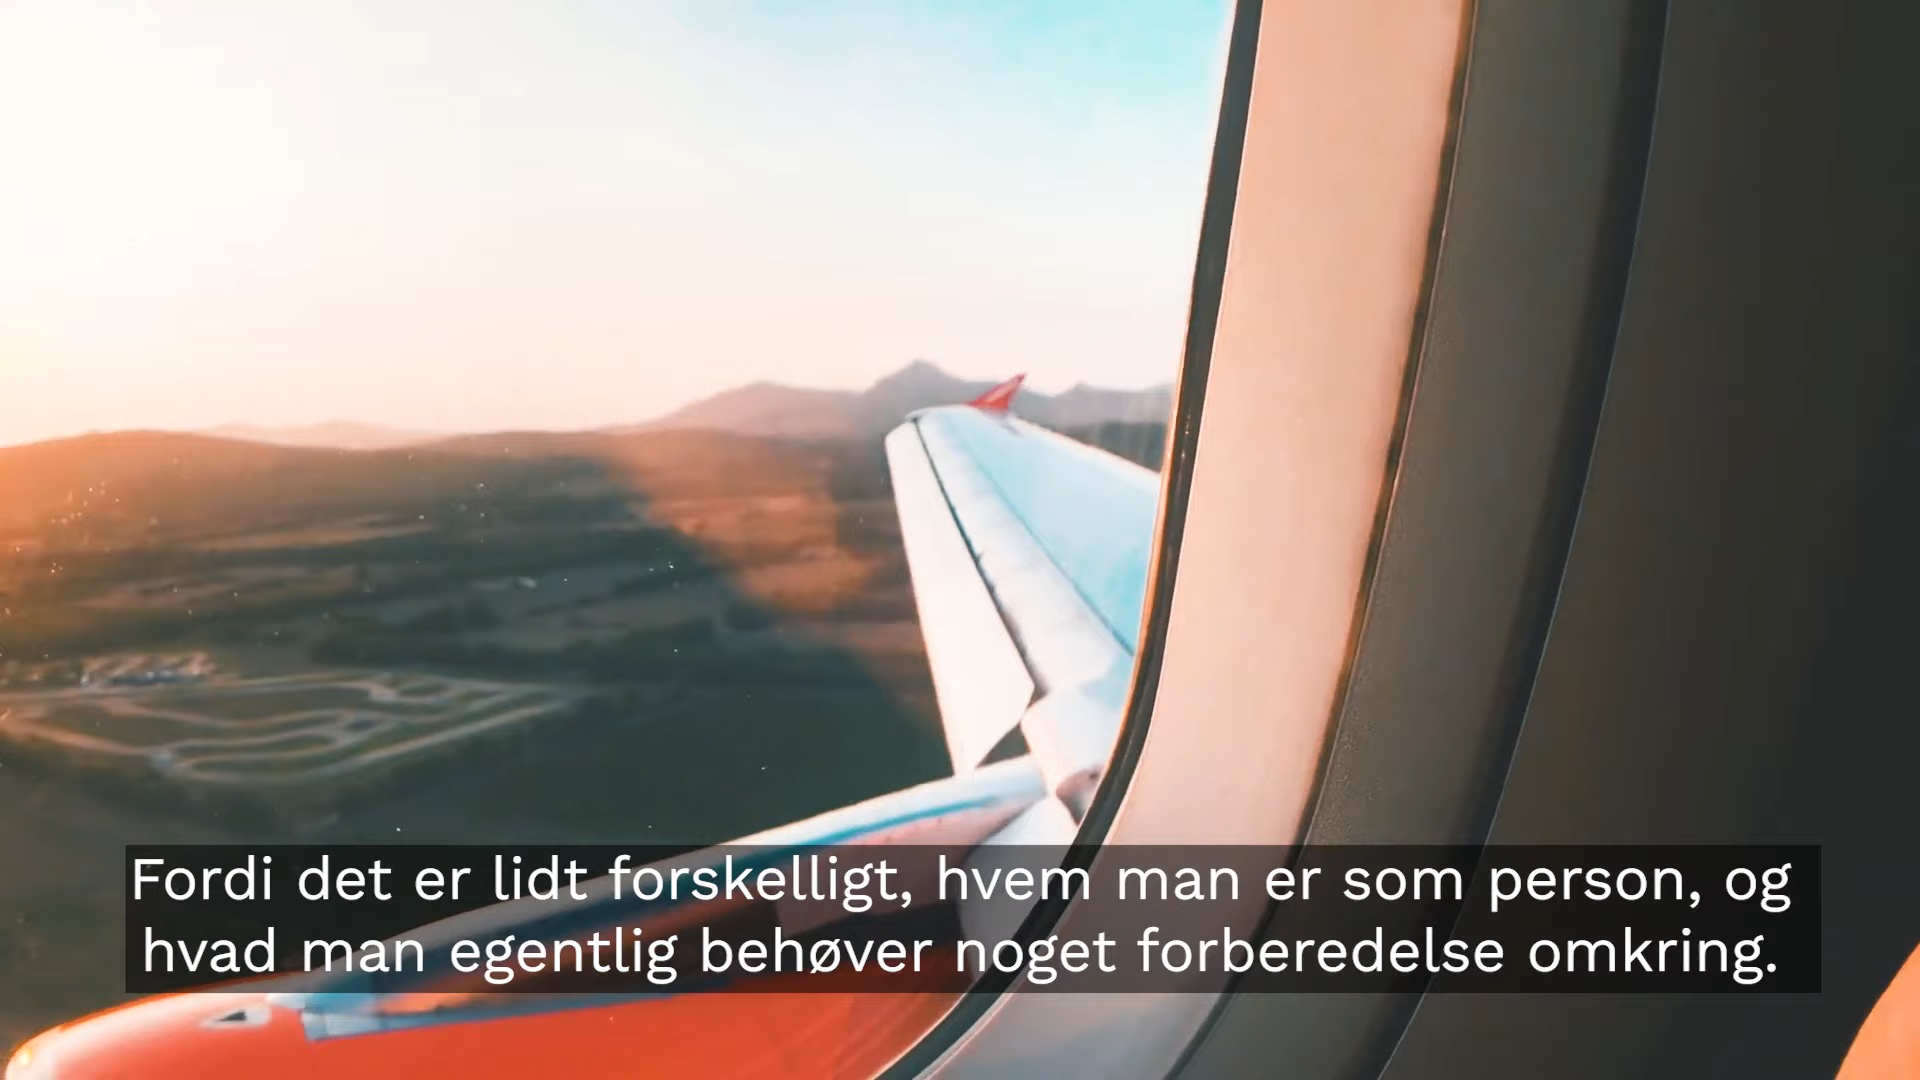 Fordi det er lidt forskelligt, hvem man er som person, og
hvad man egentlig behøver noget forberedelse omkring.